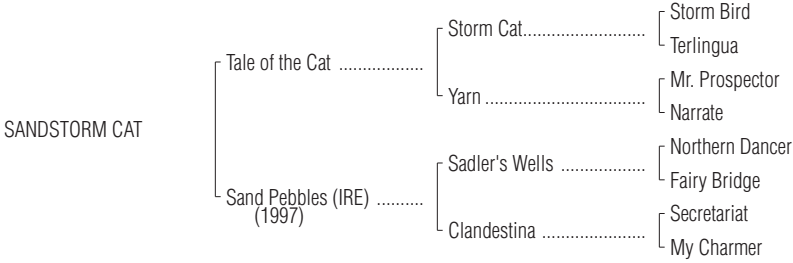 Storm Bird
Storm Cat..........................
Terlingua
Tale of the Cat ..................
Mr. Prospector
Yarn ..................................
Narrate
SANDSTORM CAT
Northern Dancer
Sadler's Wells ..................
Fairy Bridge
Sand Pebbles (IRE) ..........
(1997)
Secretariat
Clandestina ......................
My Charmer